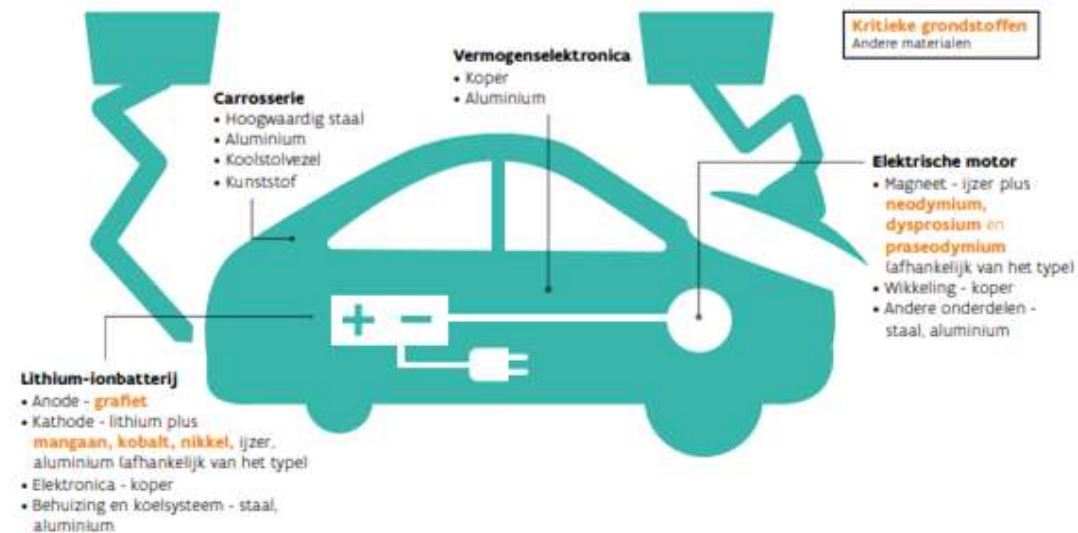 Kritieke grondstoffen
Andere materialen
Vermogenselektronica
• Koper
• Aluminium
Carrosserie
• Hoogwaardig staal
• Aluminium
• Koolstofvezel
• Kunststof
Elektrische motor
• Magneet - ijzer plus
neodymium,
dysprosium en
praseodymium
(afhankelijk van het type)
• Wikkeling - koper
• Andere onderdelen -
staal, aluminium
Lithium-ionbatterij
• Anode - grafiet
• Kathode - lithium plus
mangaan, kobalt, nikkel, ijzer,
aluminium (afhankelijk van het type)
• Elektronica - koper
• Behuizing en koelsysteem - staal,
aluminium